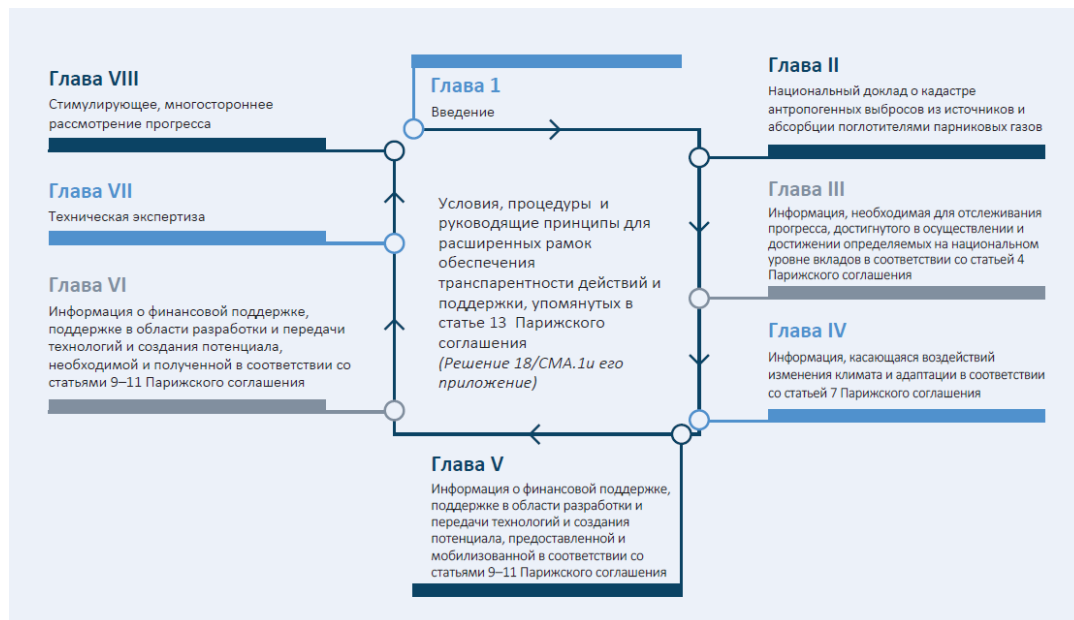 Глава 1
Введение
Глава II
Национальный доклад о кадастре
антропогенных выбросов из источников и
абсорбции поглотителями парниковых газов
Глава III
Информация, необходимая для отслеживания
прогресса, достигнутого в осуществлении и
достижении определяемых на национальном
уровне вкладов в соответствии со статьей 4
Парижского соглашения
Глава IV
Информация, касающаяся воздействий
изменения климата и адаптации в соответствии
со статьей 7 Парижского соглашения
Глава V
Информация о финансовой поддержке,
поддержке в области разработки и
передачи технологий и создания
потенциала, предоставленной и
мобилизованной в соответствии со
статьями 9–11 Парижского соглашения
Глава VI
Информация о финансовой поддержке,
поддержке в области разработки и передачи
технологий и создания потенциала,
необходимой и полученной в соответствии со
статьями 9–11 Парижского соглашения
Глава VII
Техническая экспертиза
Глава VIII
Стимулирующее, многостороннее
рассмотрение прогресса
Условия, процедуры и
руководящие принципы для
расширенных рамок
обеспечения
транспарентности действий и
поддержки, упомянутых в
статье 13 Парижского
соглашения
(Решение 18/CMA.1и его
приложение)